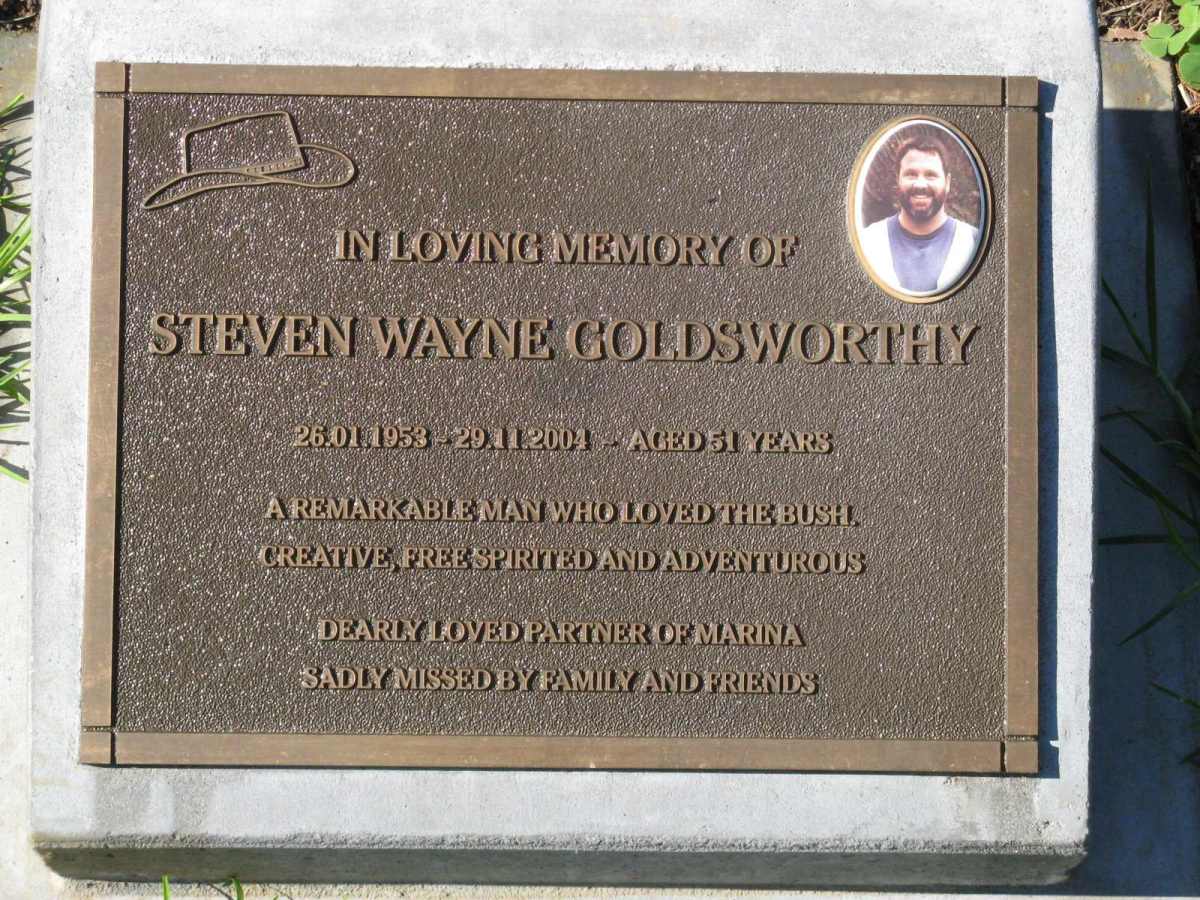 IN LOVING MEMORY OF
STEVEN WAYNE GOLDSWORTHY
26.01.1953 - 29.11.2004 - AGED 51 YEARS
A REMARKABLE MAN WHO LOVED THE BUSH.
CREATIVE, FREE SPIRITED AND ADVENTUROUS
DEARLY LOVED PARTNER OF MARINA
SADLY MISSED BY FAMILY AND FRIENDS